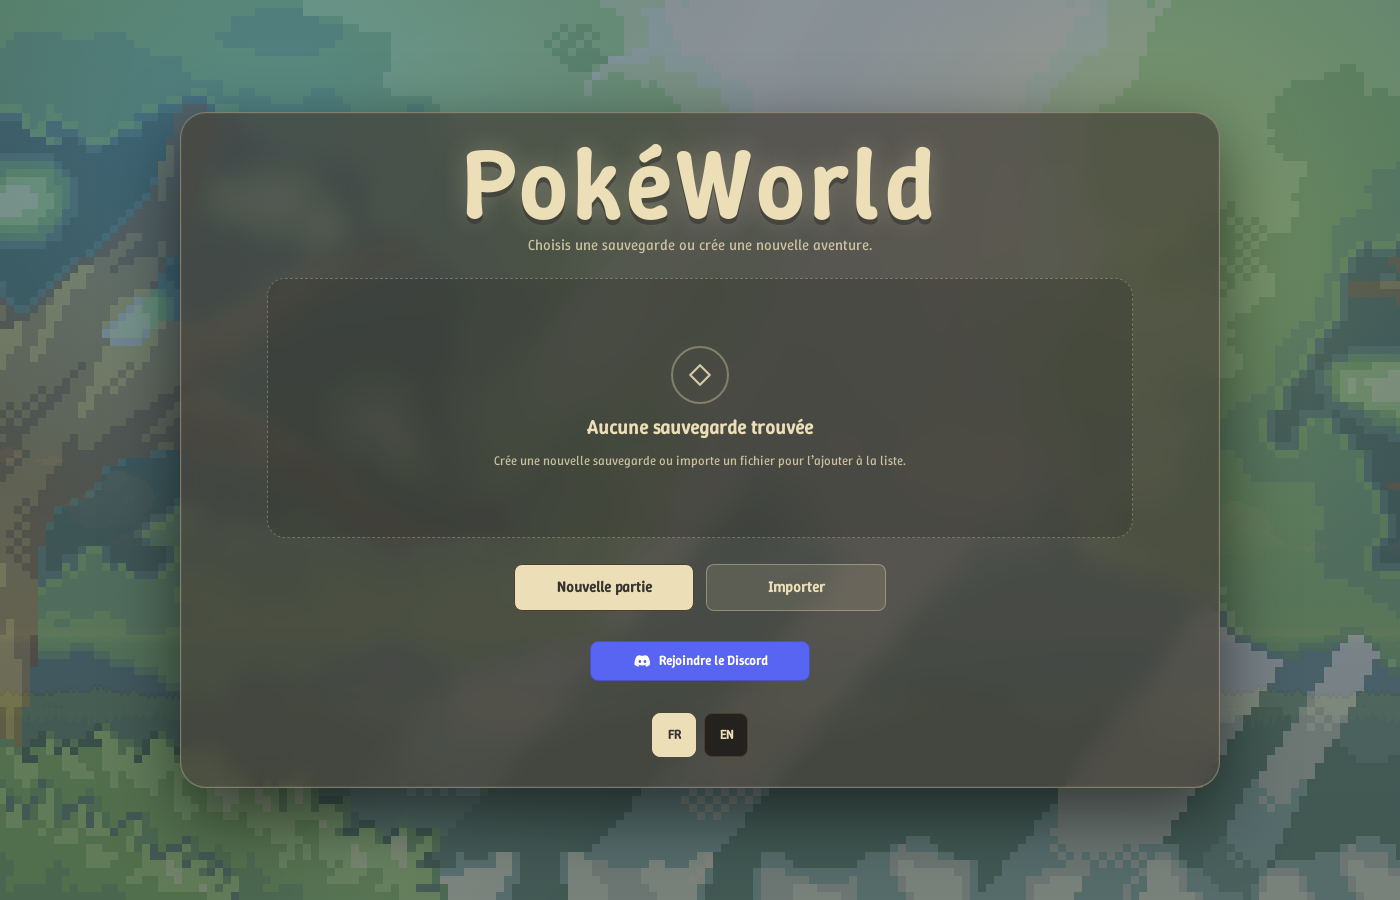 PokéWorld
Choisis une sauvegarde ou crée une nouvelle aventure.
Aucune sauvegarde trouvée
Crée une nouvelle sauvegarde ou importe un fichier pour l'ajouter à la liste.
Nouvelle partie
Importer
Rejoindre le Discord
FR
EN